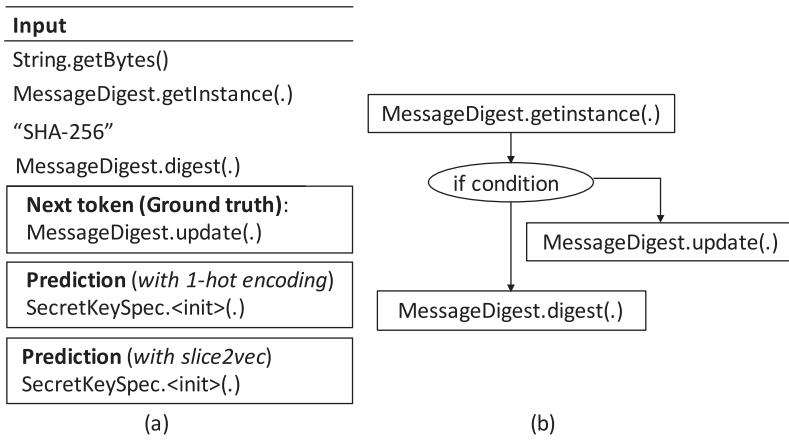 Input
String.getBytes()
MessageDigest.getInstance(.)
“SHA-256”
MessageDigest.digest(.)
Next token (Ground truth):
MessageDigest.update(.)
Prediction (with 1-hot encoding)
SecretKeySpec.<init>(.)
Prediction (with slice2vec)
SecretKeySpec.<init>(.)
(a)
MessageDigest.getinstance(.)
if condition
MessageDigest.update(.)
MessageDigest.digest(.)
(b)